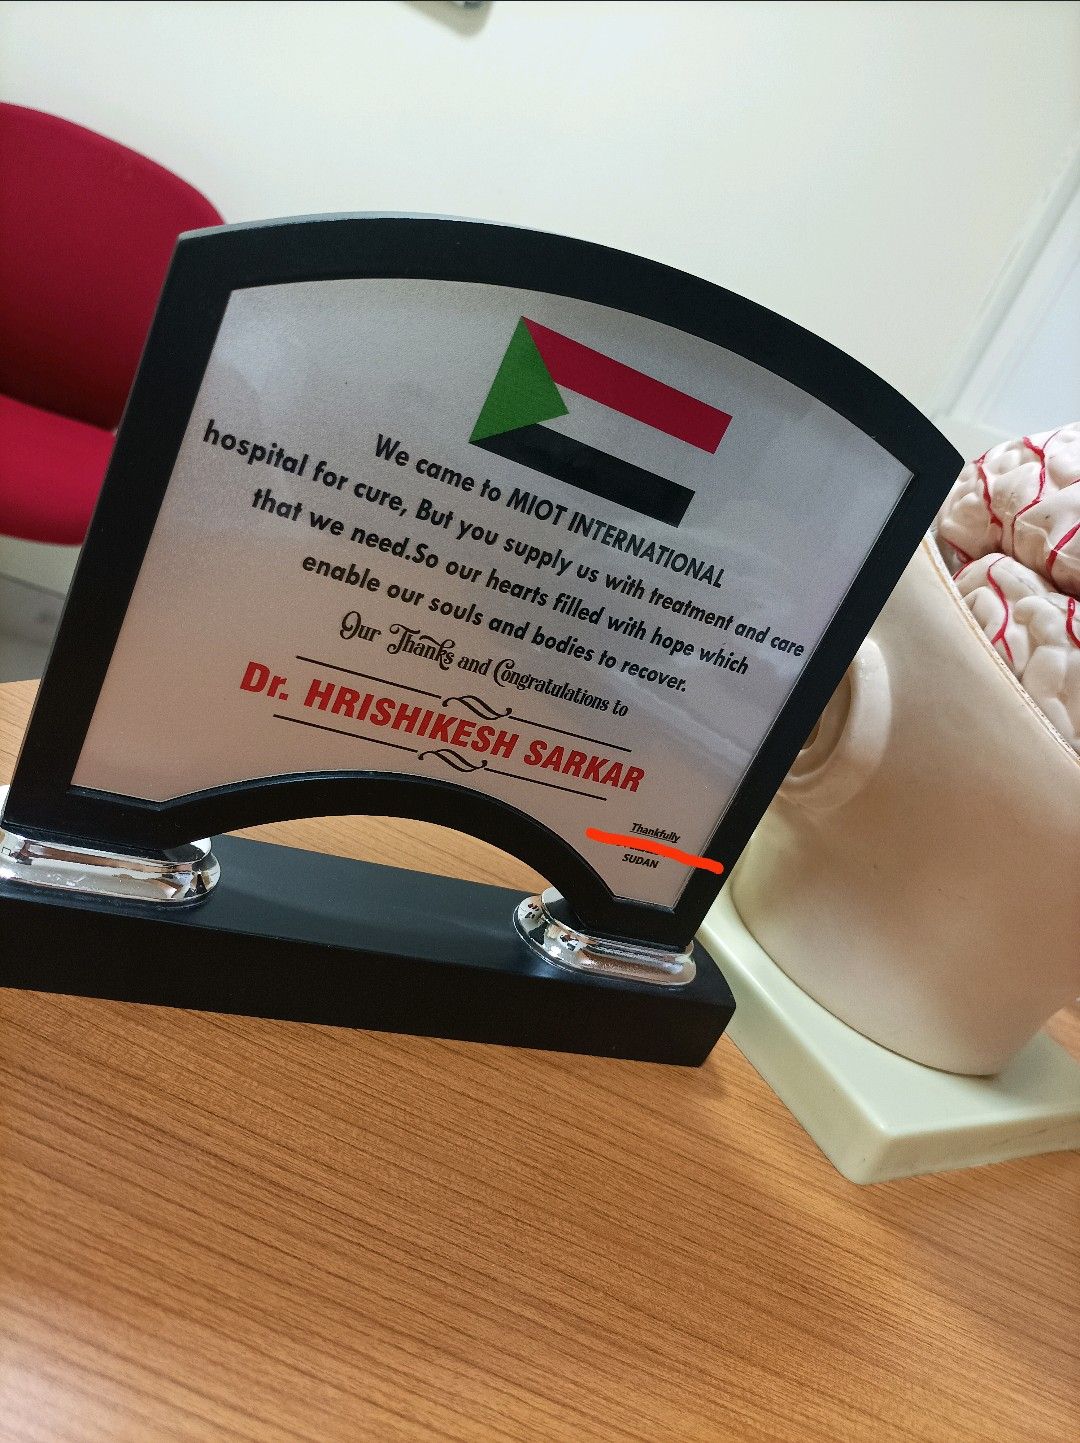 We came to MIOT INTERNATIONAL
hospital for cure, But you supply us with treatment and care
that we need.So our hearts filled with hope which
enable our souls and bodies to recover.
Our Thanks and Congratulations to
Dr. HRISHIKESH SARKAR
Thankfully
SUDAN